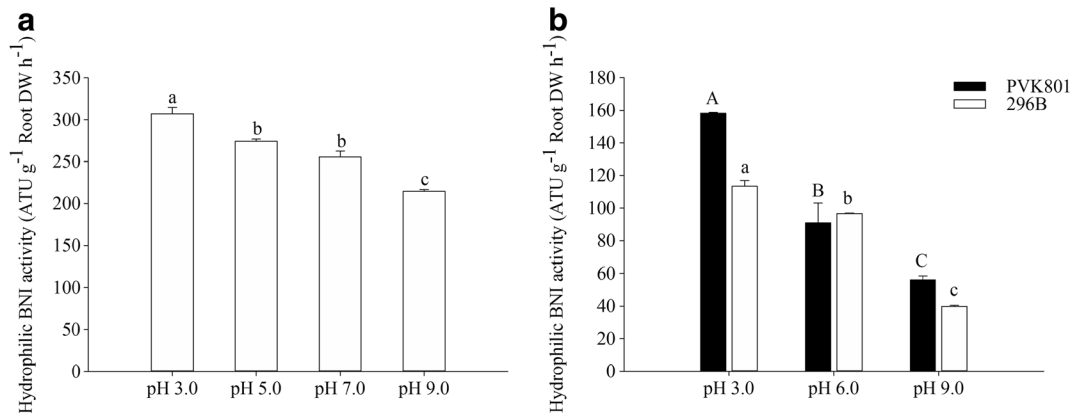 a
Hydrophilic BNI activity (ATU g-1 Root DW h-1)
350
300
250
200
150
100
50
0
a
b
b
c
pH 3.0 pH 5.0 pH 7.0 pH 9.0
b
Hydrophilic BNI activity (ATU g-1 Root DW h-1)
180
160
140
120
100
80
60
40
20
0
PVK801
296B
A
a
B
b
C
c
pH 3.0 pH 6.0 pH 9.0